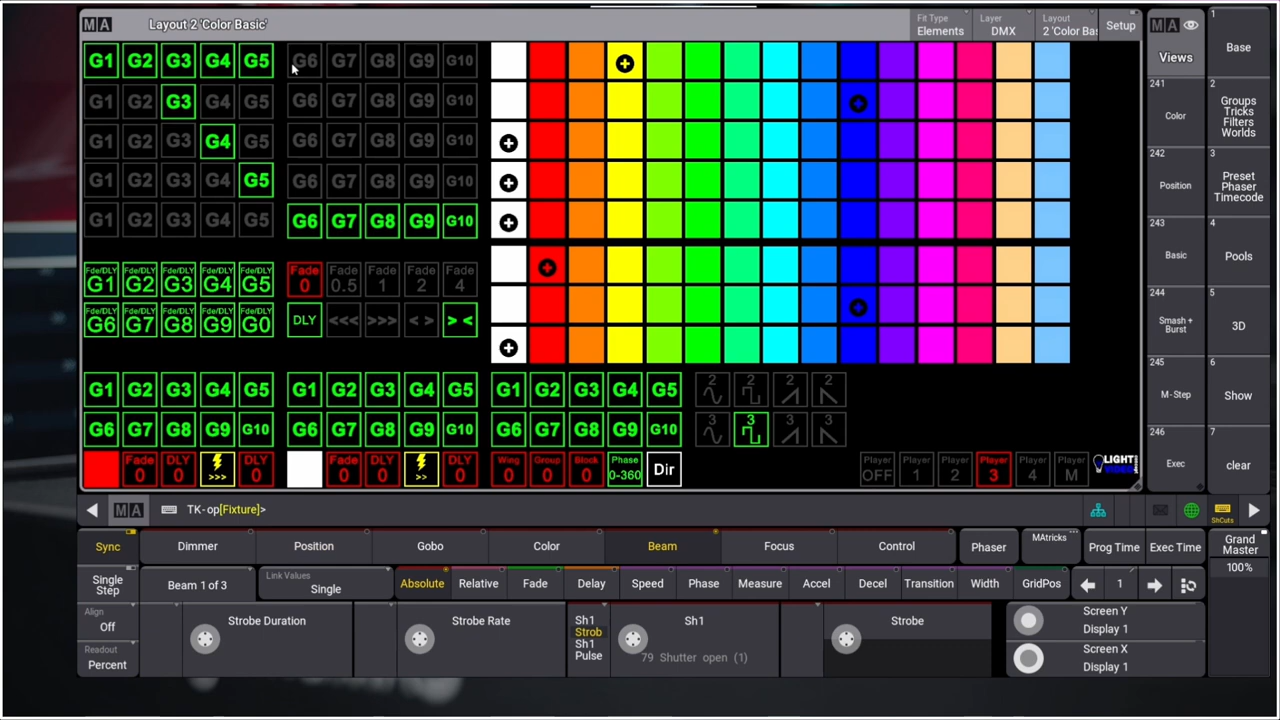 MA Layout 2 'Color Basic'
Fit Type
Elements
Layer
DMX
Layout
2 'Color Ba
Setup
MA
Views
1
Base
G1 G2 G3 G4 G5 G6 G7 G8 G9 G10
G1 G2 G3 G4 G5 G6 G7 G8 G9 G10
G1 G2 G3 G4 G5 G6 G7 G8 G9 G10
G1 G2 G3 G4 G5 G6 G7 G8 G9 G10
G1 G2 G3 G4 G5 G6 G7 G8 G9 G10
241
Color
242
Position
243
Basic
244
Smash +
Burst
245
M-Step
246
Exec
2
Groups
Tricks
Filters
Worlds
3
Preset
Phaser
Timecode
4
Pools
5
3D
6
Show
7
clear
Fde/DLY Fde/DLY Fde/DLY Fde/DLY Fde/DLY Fade Fade Fade Fade Fade
G1 G2 G3 G4 G5 0 0.5 1 2 4
Fde/DLY Fde/DLY Fde/DLY Fde/DLY Fde/DLY
G6 G7 G8 G9 G0 DLY <<< >>> < > > <
G1 G2 G3 G4 G5 G1 G2 G3 G4 G5 G1 G2 G3 G4 G5 2 2 2 2
G6 G7 G8 G9 G10 G6 G7 G8 G9 G10 G6 G7 G8 G9 G10 3 3 3 3
Fade DLY DLY Fade DLY DLY Wing Group Block Phase
0 0 >>> 0 0 0 >> 0 0 0 0 0-360 Dir
Player Player Player Player Player Player
OFF 1 2 3 4 M
LIGHT
VIDEO
MA TK-op[Fixture]>
ShCuts
Sync Dimmer Position Gobo Color Beam Focus Control Phaser MAtricks Prog Time Exec Time
Grand
Master
100%
Single
Step
Beam 1 of 3
Link Values
Single
Absolute Relative Fade Delay Speed Phase Measure Accel Decel Transition Width GridPos 1
Align
Off
Readout
Percent
Strobe Duration
Strobe Rate
Sh1
Strob
Sh1
Pulse
Sh1
79 Shutter open (1)
Strobe
Screen Y
Display 1
Screen X
Display 1